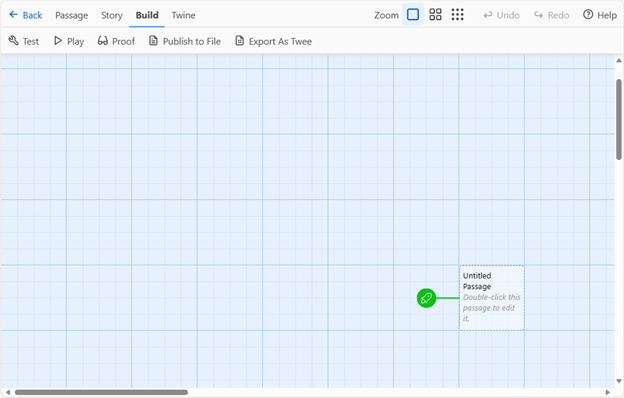 Back Passage Story Build Twine Zoom Undo Redo Help
Test Play Proof Publish to File Export As Twee
Untitled
Passage
Double-click this
passage to edit
it.